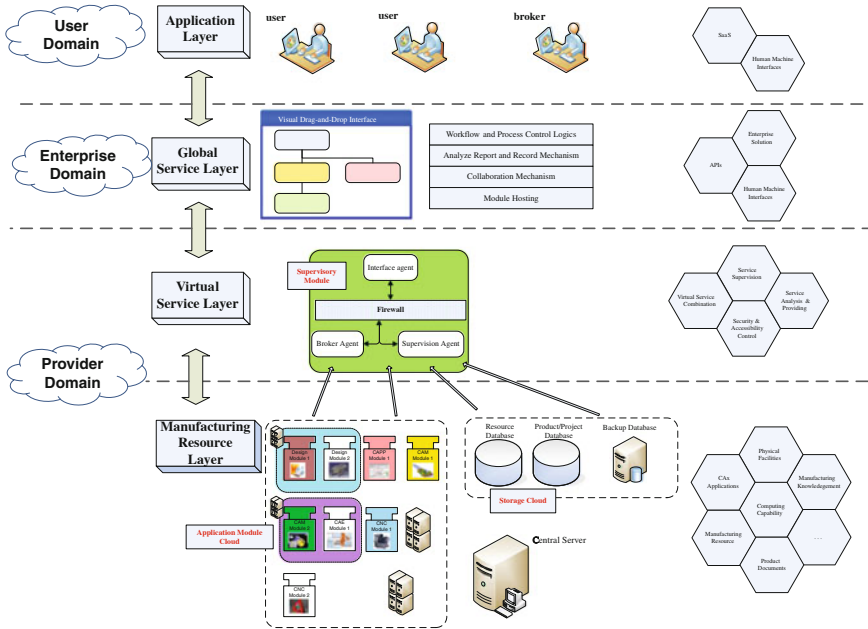 User
Domain
Application
Layer
user
user
broker
SaaS
Human Machine
Interfaces
Enterprise
Domain
Global
Service Layer
Visual Drag-and-Drop Interface
Workflow and Process Control Logics
Analyze Report and Record Mechanism
Collaboration Mechanism
Module Hosting
Enterprise
Solution
APIs
Human Machine
Interfaces
Virtual
Service Layer
Supervisory
Module
Interface agent
Firewall
Broker Agent
Supervision Agent
Service
Supervision
Virtual Service
Combination
Service
Analysis &
Providing
Security &
Accessibility
Control
Provider
Domain
Manufacturing
Resource
Layer
Design
Module 1
Design
Module 2
CAPP
Module 1
CAM
Module 1
CAM
Module 2
CAE
Module 1
CNC
Module 1
CNC
Module 2
Application Module
Cloud
Resource
Database
Product/Project
Database
Backup Database
Storage Cloud
Central Server
Physical
Facilities
CAx
Applications
Manufacturing
Knowledgement
Computing
Capability
Manufacturing
Resource
. . .
Product
Documents